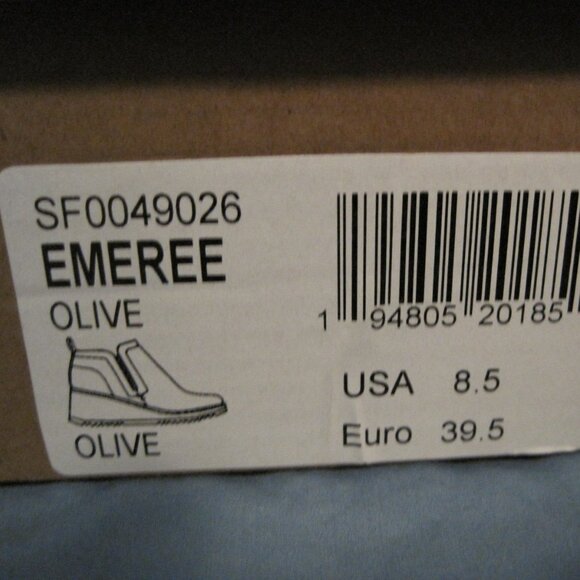 SF0049026
EMEREE
OLIVE
OLIVE
1 94805 20185
USA 8.5
Euro 39.5